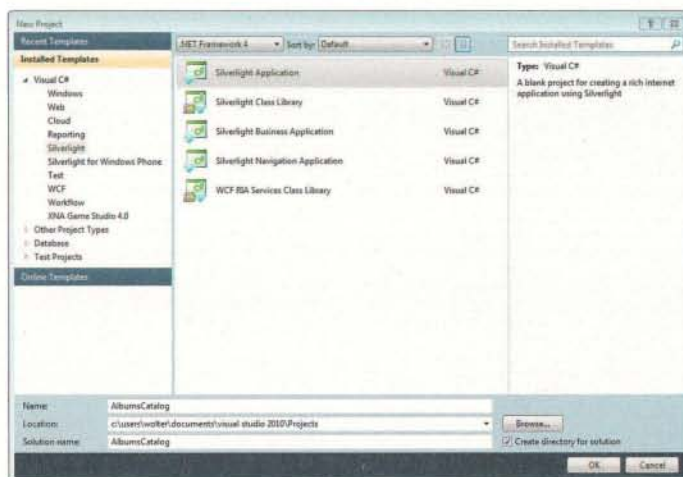 New Project
Recent Templates
Installed Templates
Visual C#
Windows
Web
Cloud
Reporting
Silverlight
Silverlight for Windows Phone
Test
WCF
Workflow
XNA Game Studio 4.0
Other Project Types
Database
Test Projects
Online Templates
.NET Framework 4
Sort by: Default
Silverlight Application Visual C#
Silverlight Class Library Visual C#
Silverlight Business Application Visual C#
Silverlight Navigation Application Visual C#
WCF RIA Services Class Library Visual C#
Search Installed Templates
Type: Visual C#
A blank project for creating a rich internet
application using Silverlight
Name: AlbumsCatalog
Location: c:\users\wolter\documents\visual studio 2010\Projects
Browse...
Solution name: AlbumsCatalog
Create directory for solution
OK Cancel